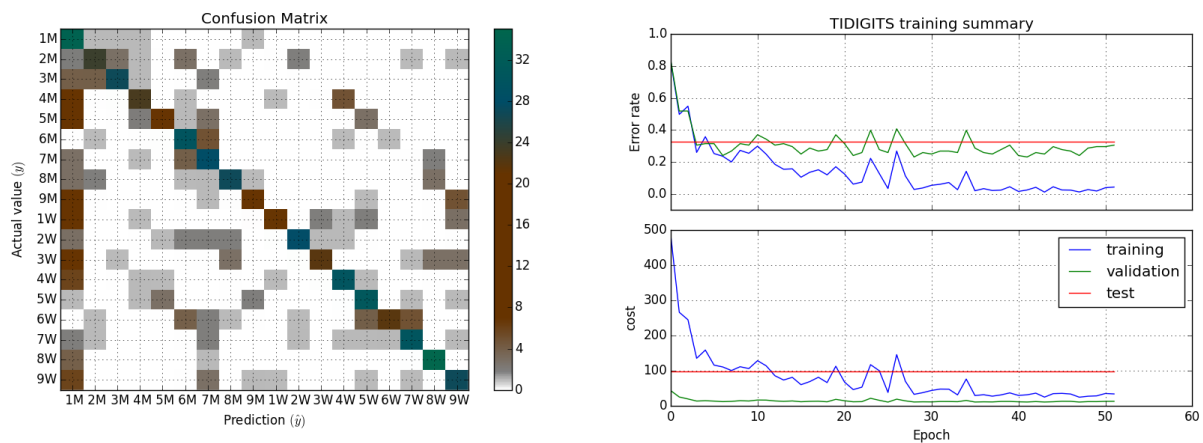 Confusion Matrix
Actual value (y)
1M
2M
3M
4M
5M
6M
7M
8M
9M
1W
2W
3W
4W
5W
6W
7W
8W
9W
1M 2M 3M 4M 5M 6M 7M 8M 9M 1M 2W 3W 4W 5W 6W 7W 8W 9W
Prediction (ŷ)
32
28
24
20
16
12
8
4
0
TIDIGITS training summary
Error rate
1.0
0.8
0.6
0.4
0.2
0.0
cost
500
400
300
200
100
0
training
validation
test
0 10 20 30 40 50 60
Epoch